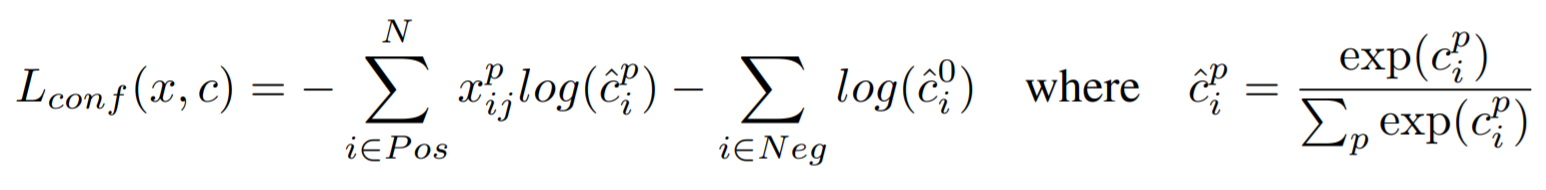 L_{conf}(x, c) = - \sum_{i \in Pos}^{N} x_{ij}^{p} log(\hat{c}_{i}^{p}) - \sum_{i \in Neg} log(\hat{c}_{i}^{0}) where \hat{c}_{i}^{p} = \frac{\exp(c_{i}^{p})}{\sum_{p} \exp(c_{i}^{p})}